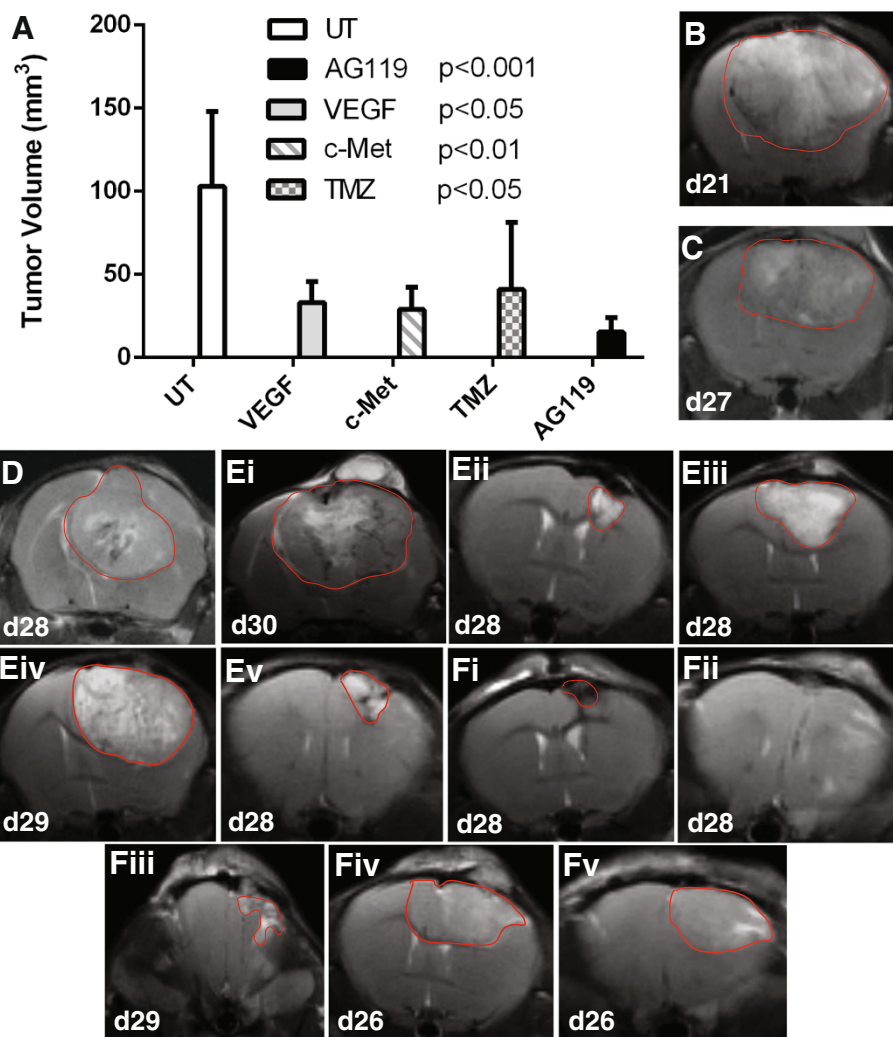 A
Tumor Volume (mm³)
200
150
100
50
0
UT
AG119 p<0.001
VEGF p<0.05
c-Met p<0.01
TMZ p<0.05
UT
VEGF
c-Met
TMZ
AG119
B
d21
C
d27
D
d28
Ei
d30
Eii
d28
Eiii
d28
Eiv
d29
Ev
d28
Fi
d28
Fii
d28
Fiii
d29
Fiv
d26
Fv
d26